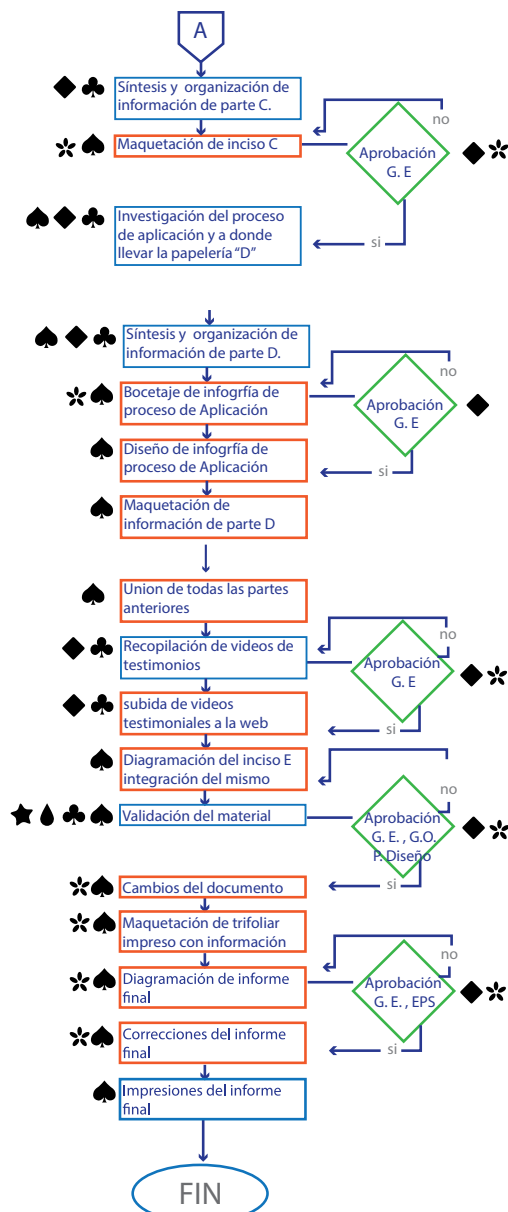 A
Síntesis y organización de
información de parte C.
no
Maquetación de inciso C
Aprobación
G. E
Investigación del proceso
de aplicación y a donde
llevar la papelería “D”
si
Síntesis y organización de
información de parte D.
no
Bocetaje de infogrfía de
proceso de Aplicación
Aprobación
G. E
Diseño de infogrfía de
proceso de Aplicación
si
Maquetación de
información de parte D
Union de todas las partes
anteriores
no
Recopilación de videos de
testimonios
Aprobación
G. E
subida de videos
testimoniales a la web
si
Diagramación del inciso E
integración del mismo
no
Validación del material
Aprobación
G. E. , G.O.
P. Diseño
Cambios del documento
si
Maquetación de trifoliar
impreso con información
no
Diagramación de informe
final
Aprobación
G. E. , EPS
Correcciones del informe
final
si
Impresiones del informe
final
FIN